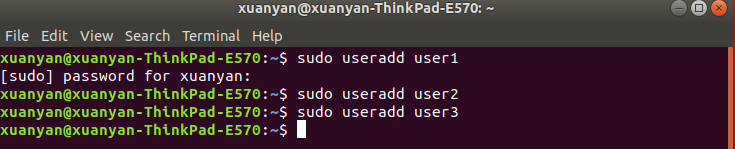 xuanyan@xuanyan-ThinkPad-E570: ~
File Edit View Search Terminal Help
xuanyan@xuanyan-ThinkPad-E570:~$ sudo useradd user1
[sudo] password for xuanyan:
xuanyan@xuanyan-ThinkPad-E570:~$ sudo useradd user2
xuanyan@xuanyan-ThinkPad-E570:~$ sudo useradd user3
xuanyan@xuanyan-ThinkPad-E570:~$